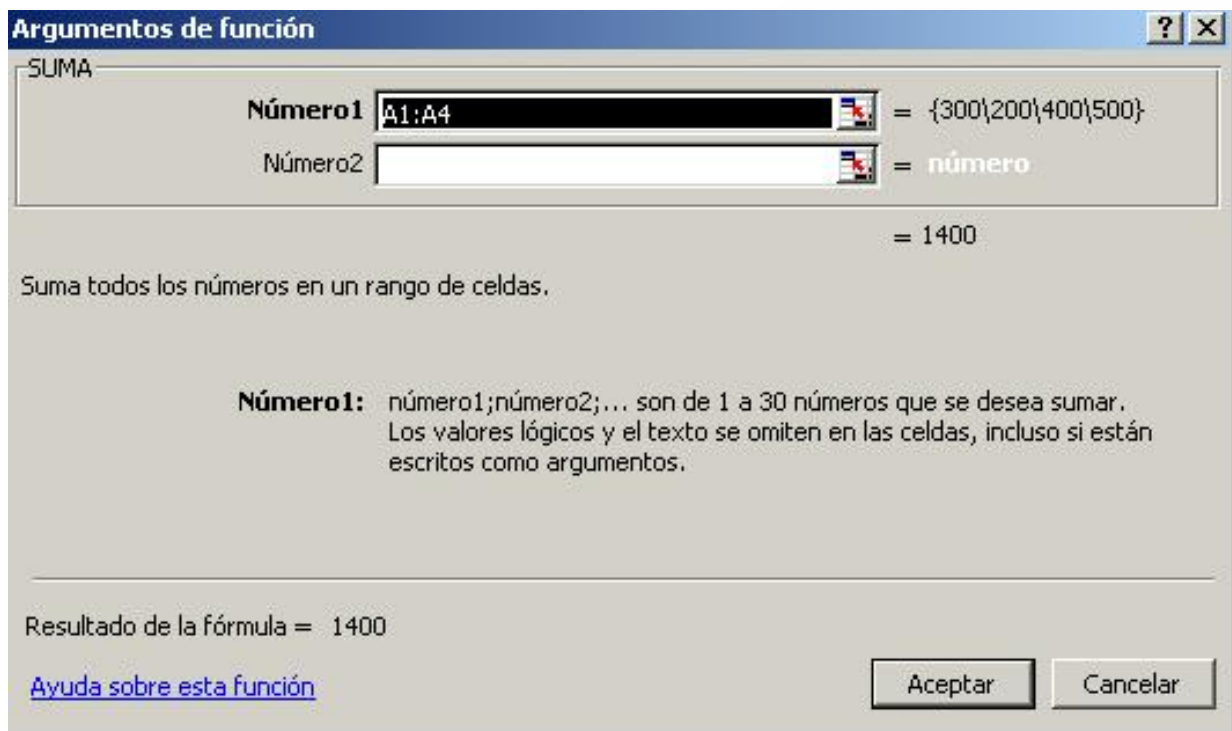 Argumentos de función
SUMA
Número1 A1:A4 = {300\200\400\500}
Número2 = número
= 1400
Suma todos los números en un rango de celdas.
Número1: número1;número2;... son de 1 a 30 números que se desea sumar.
Los valores lógicos y el texto se omiten en las celdas, incluso si están
escritos como argumentos.
Resultado de la fórmula = 1400
Ayuda sobre esta función
Aceptar Cancelar